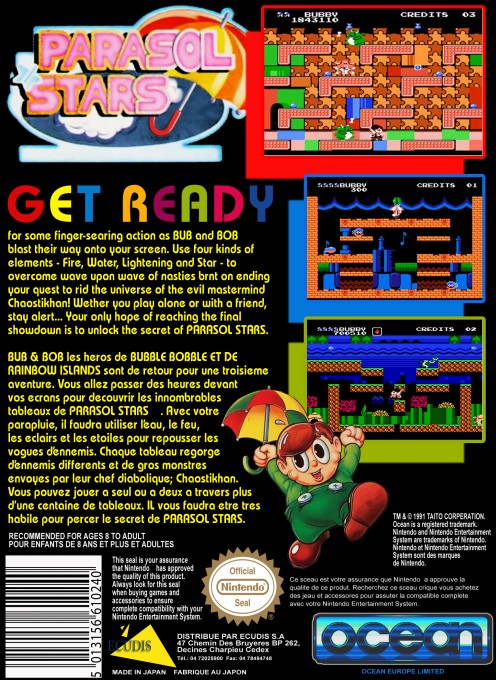 PARASOL
STARS
BUBBY CREDITS 03
1843110
GET READY
for some finger-searing action as BUB and BOB
blast their way onto your screen. Use four kinds of
elements - Fire, Water, Lightening and Star - to
overcome wave upon wave of nasties brnt on ending
your quest to rid the universe of the evil mastermind
Chaostikhan! Wether you play alone or with a friend,
stay alert... Your only hope of reaching the final
showdown is to unlock the secret of PARASOL STARS.
BUBBY CREDITS 01
300
BUBBY CREDITS 02
700510
BUB & BOB les heros de BUBBLE BOBBLE ET DE
RAINBOW ISLANDS sont de retour pour une troisieme
aventure. Vous allez passer des heures devant
vos ecrans pour decouvrir les innombrables
tableaux de PARASOL STARS . Avec votre
parapluie, il faudra utiliser l'eau, le feu,
les eclairs et les etoiles pour repousser les
vogues d'ennemis. Chaque tableau regorge
d'ennemis differents et de gros monstres
envoyes par leur chef diabolique; Chaostikhan.
Vous pouvez jouer a seul ou a deux a travers plus
d'une centaine de tableaux. IL vous faudra etre tres
habile pour percer le secret de PARASOL STARS.
RECOMMENDED FOR AGES 8 TO ADULT
POUR ENFANTS DE 8 ANS ET PLUS ET ADULTES
5 013156 610240
This seal is your assurance
that Nintendo has approved
the quality of this product.
Always look for this seal
when buying games and
accessories to ensure
complete compatibility with your
Nintendo Entertainment System.
Official
Nintendo
Seal
TM & © 1991 TAITO CORPERATION.
Ocean is a registered trademark.
Nintendo and Nintendo Entertainment
System are trademarks of Nintendo.
Nintendo et Nintendo Entertainment
System sont des marques
de Nintendo.
Ce sceau est votre assurance que Nintendo a approuve la
qualite de ce produit. Recherchez ce sceau crique vous achetez
des jeu et accessoires pour assuter la compatible complete
avec votre Nintendo Entertainment System.
ECUDIS
DISTRIBUE PAR ECUDIS S.A
47 Chemin Des Bruyeres BP 262,
Decines Charpieu Cedex
Tél.: 04 72028900 Fax: 04 78494748
MADE IN JAPAN FABRIQUE AU JAPON
ocean
OCEAN EUROPE LIMITED